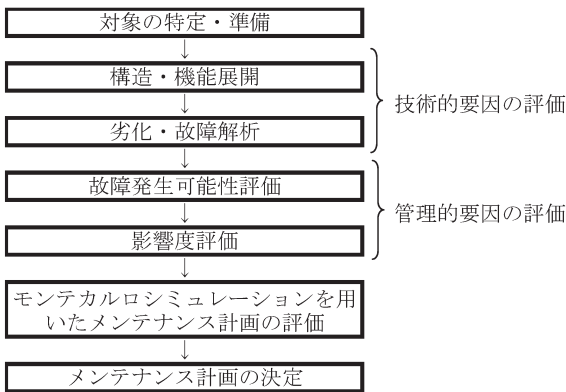 対象の特定・準備
↓
構造・機能展開
↓
劣化・故障解析
技術的要因の評価
↓
故障発生可能性評価
↓
影響度評価
管理的要因の評価
↓
モンテカルロシミュレーションを用
いたメンテナンス計画の評価
↓
メンテナンス計画の決定